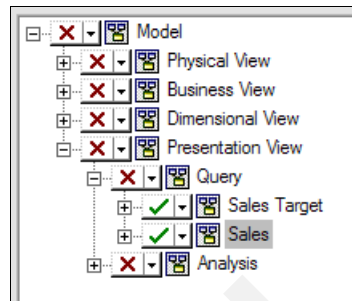 Model
Physical View
Business View
Dimensional View
Presentation View
Query
Sales Target
Sales
Analysis